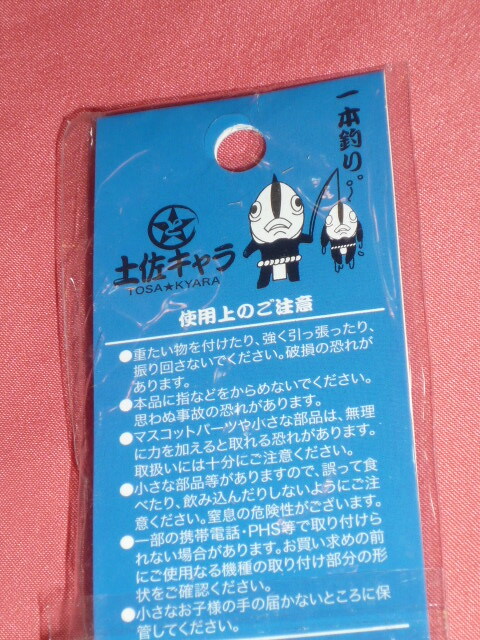 一本釣り。
土佐キャラ
TOSA★KYARA
使用上のご注意
●重たい物を付けたり、強く引っ張ったり、
振り回さないでください。破損の恐れが
あります。
●本品に指などをからめないでください。
思わぬ事故の恐れがあります。
●マスコットパーツや小さな部品は、無理
に力を加えると取れる恐れがあります。
取扱いには十分にご注意ください。
●小さな部品等がありますので、誤って食
べたり、飲み込んだりしないようにご注
意ください。窒息の危険性がございます。
●一部の携帯電話・PHS等で取り付けら
れない場合があります。お買い求めの前
にご使用なる機種の取り付け部分の形
状をご確認ください。
●小さなお子様の手の届かないところに保
管してください。